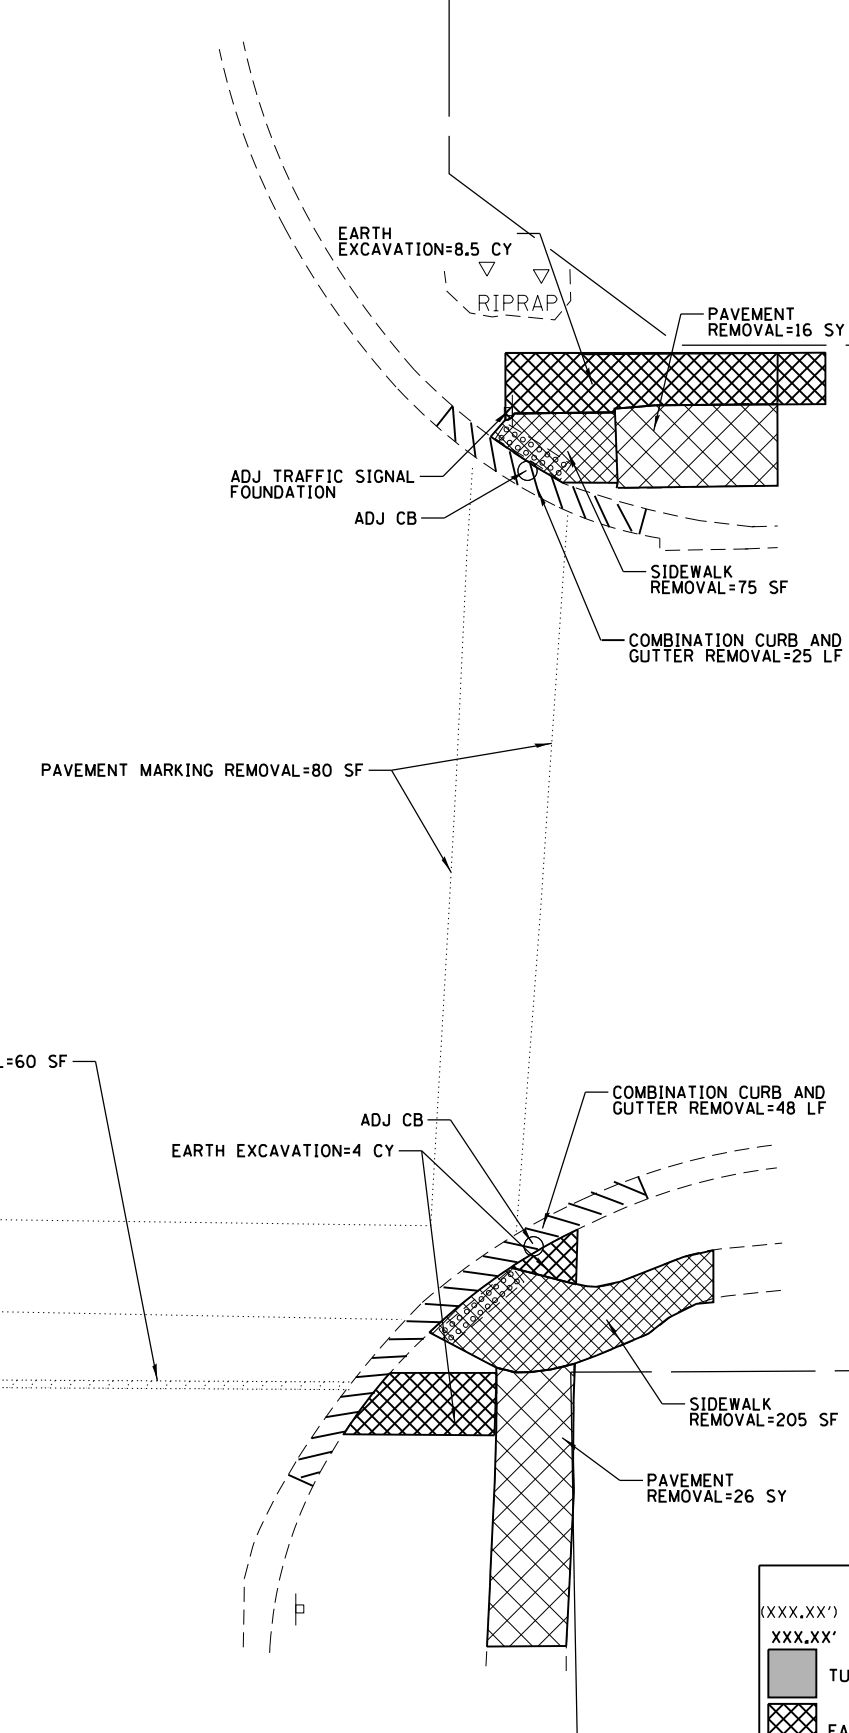 EARTH
EXCAVATION=8.5 CY
RIPRAP
PAVEMENT
REMOVAL=16 SY
ADJ TRAFFIC SIGNAL
FOUNDATION
ADJ CB
SIDEWALK
REMOVAL=75 SF
COMBINATION CURB AND
GUTTER REMOVAL=25 LF
PAVEMENT MARKING REMOVAL=80 SF
L=60 SF
COMBINATION CURB AND
GUTTER REMOVAL=48 LF
ADJ CB
EARTH EXCAVATION=4 CY
SIDEWALK
REMOVAL=205 SF
PAVEMENT
REMOVAL=26 SY
(XXX.XX')
XXX.XX'
TU